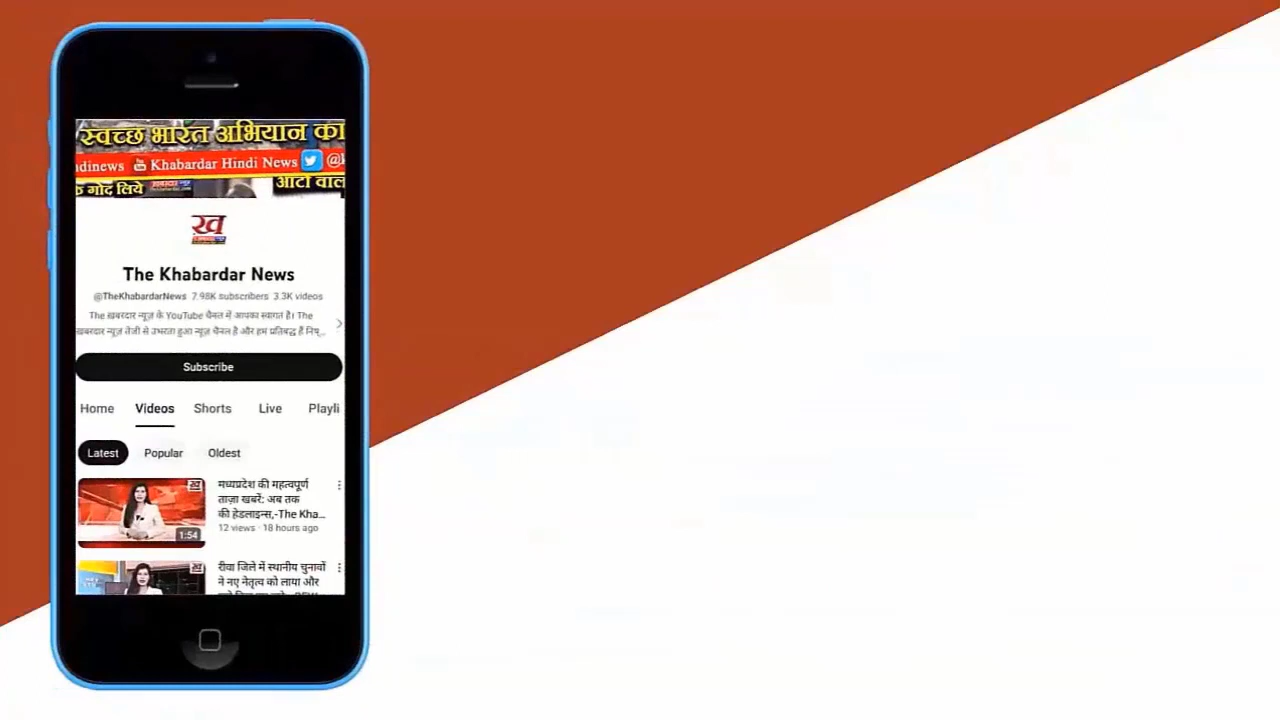 स्वच्छ भारत अभियान का
dinews Khabardar Hindi News @
गोद लिये
आटा वाल
ख
The Khabardar News
@TheKhabardarNews 7.98K subscribers 3.3K videos
The खबरदार न्यूज़ के YouTube चैनल में आपका स्वागत है। The
खबरदार न्यूज़ तेजी से उभरता हुआ न्यूज़ चैनल है और हम प्रतिबद्ध हैं निष्...
Subscribe
Home Videos Shorts Live Playli
Latest Popular Oldest
मध्यप्रदेश की महत्वपूर्ण
ताज़ा खबरें: अब तक
की हेडलाइन्स,-The Kha...
12 views · 18 hours ago
1:54
रीवा जिले में स्थानीय चुनावों
ने नए नेतृत्व को लाया और